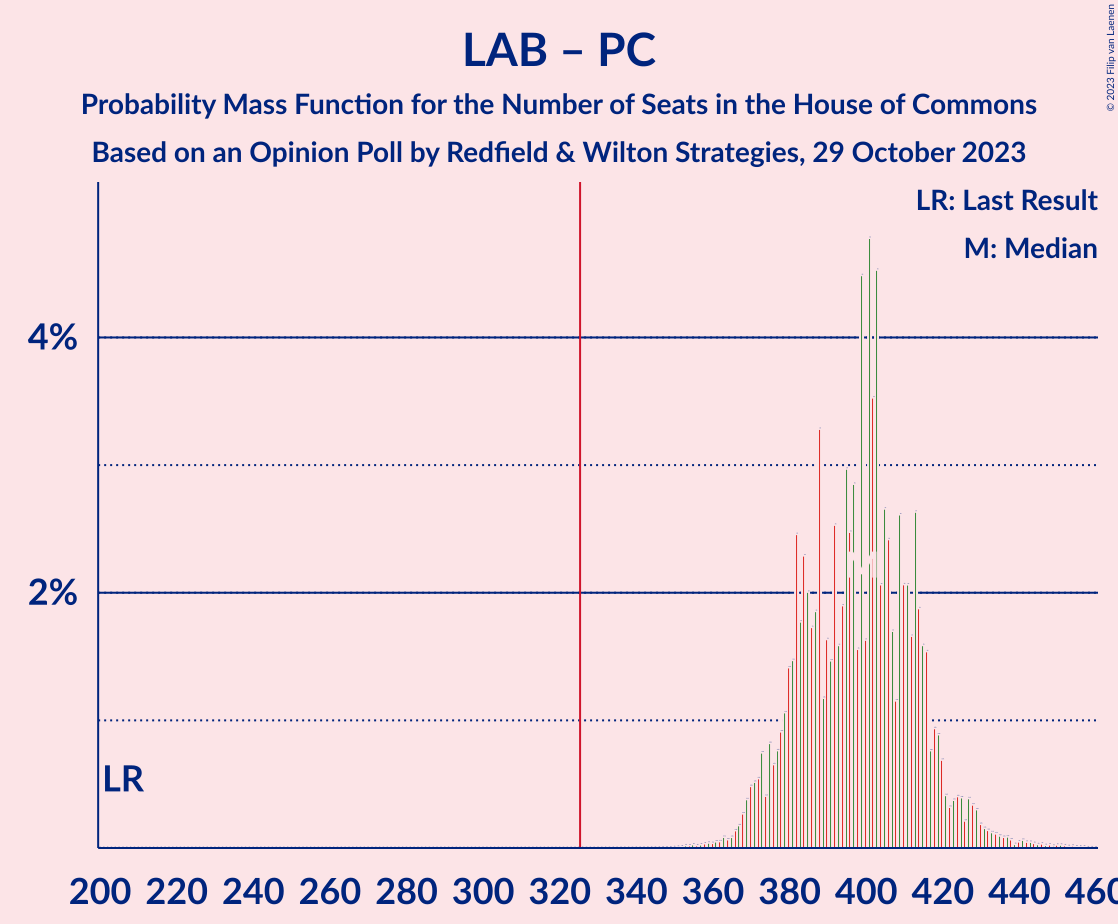 LAB – PC
Probability Mass Function for the Number of Seats in the House of Commons
Based on an Opinion Poll by Redfield & Wilton Strategies, 29 October 2023
© 2023 Filip van Laenen
LR: Last Result
M: Median
4%
2%
LR
200 220 240 260 280 300 320 340 360 380 400 420 440 460